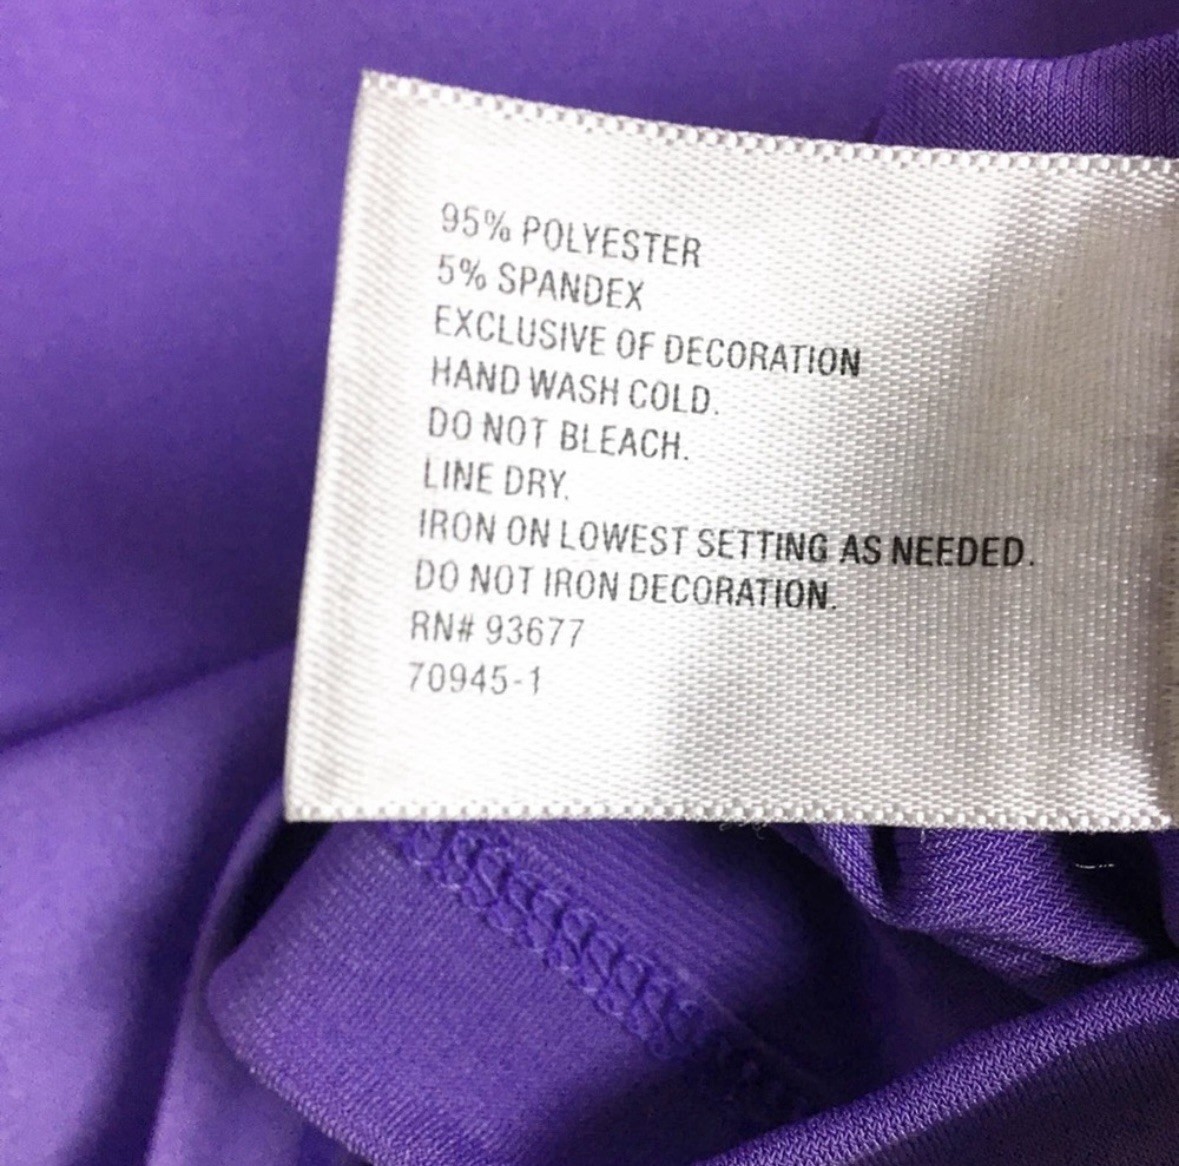 95% POLYESTER
5% SPANDEX
EXCLUSIVE OF DECORATION
HAND WASH COLD.
DO NOT BLEACH.
LINE DRY.
IRON ON LOWEST SETTING AS NEEDED.
DO NOT IRON DECORATION.
RN# 93677
70945-1